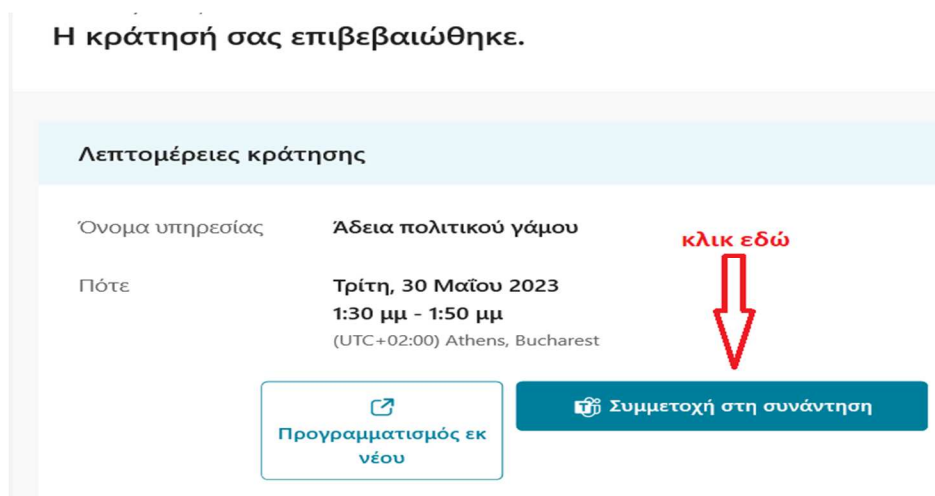 Η κράτησή σας επιβεβαιώθηκε.
Λεπτομέρειες κράτησης
Όνομα υπηρεσίας Άδεια πολιτικού γάμου
κλικ εδώ
Πότε Τρίτη, 30 Μαΐου 2023
1:30 μμ - 1:50 μμ
(UTC+02:00) Athens, Bucharest
Συμμετοχή στη συνάντηση
Προγραμματισμός εκ
νέου